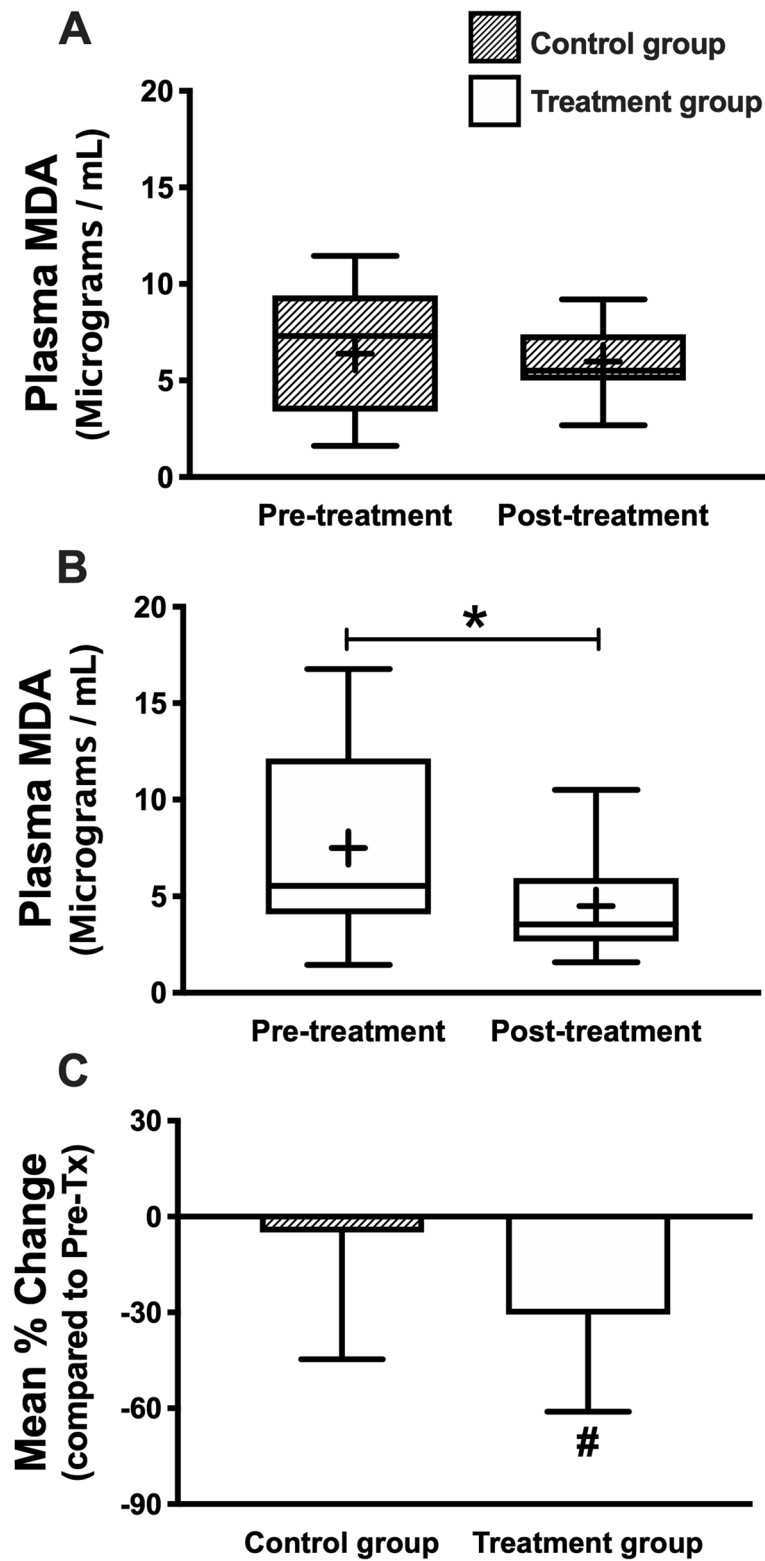 A
Control group
Treatment group
Plasma MDA
(Micrograms / mL)
20
15
10
5
0
Pre-treatment
Post-treatment
B
Plasma MDA
(Micrograms / mL)
20
15
10
5
0
*
Pre-treatment
Post-treatment
C
Mean % Change
(compared to Pre-Tx)
30
0
-30
-60
-90
#
Control group
Treatment group